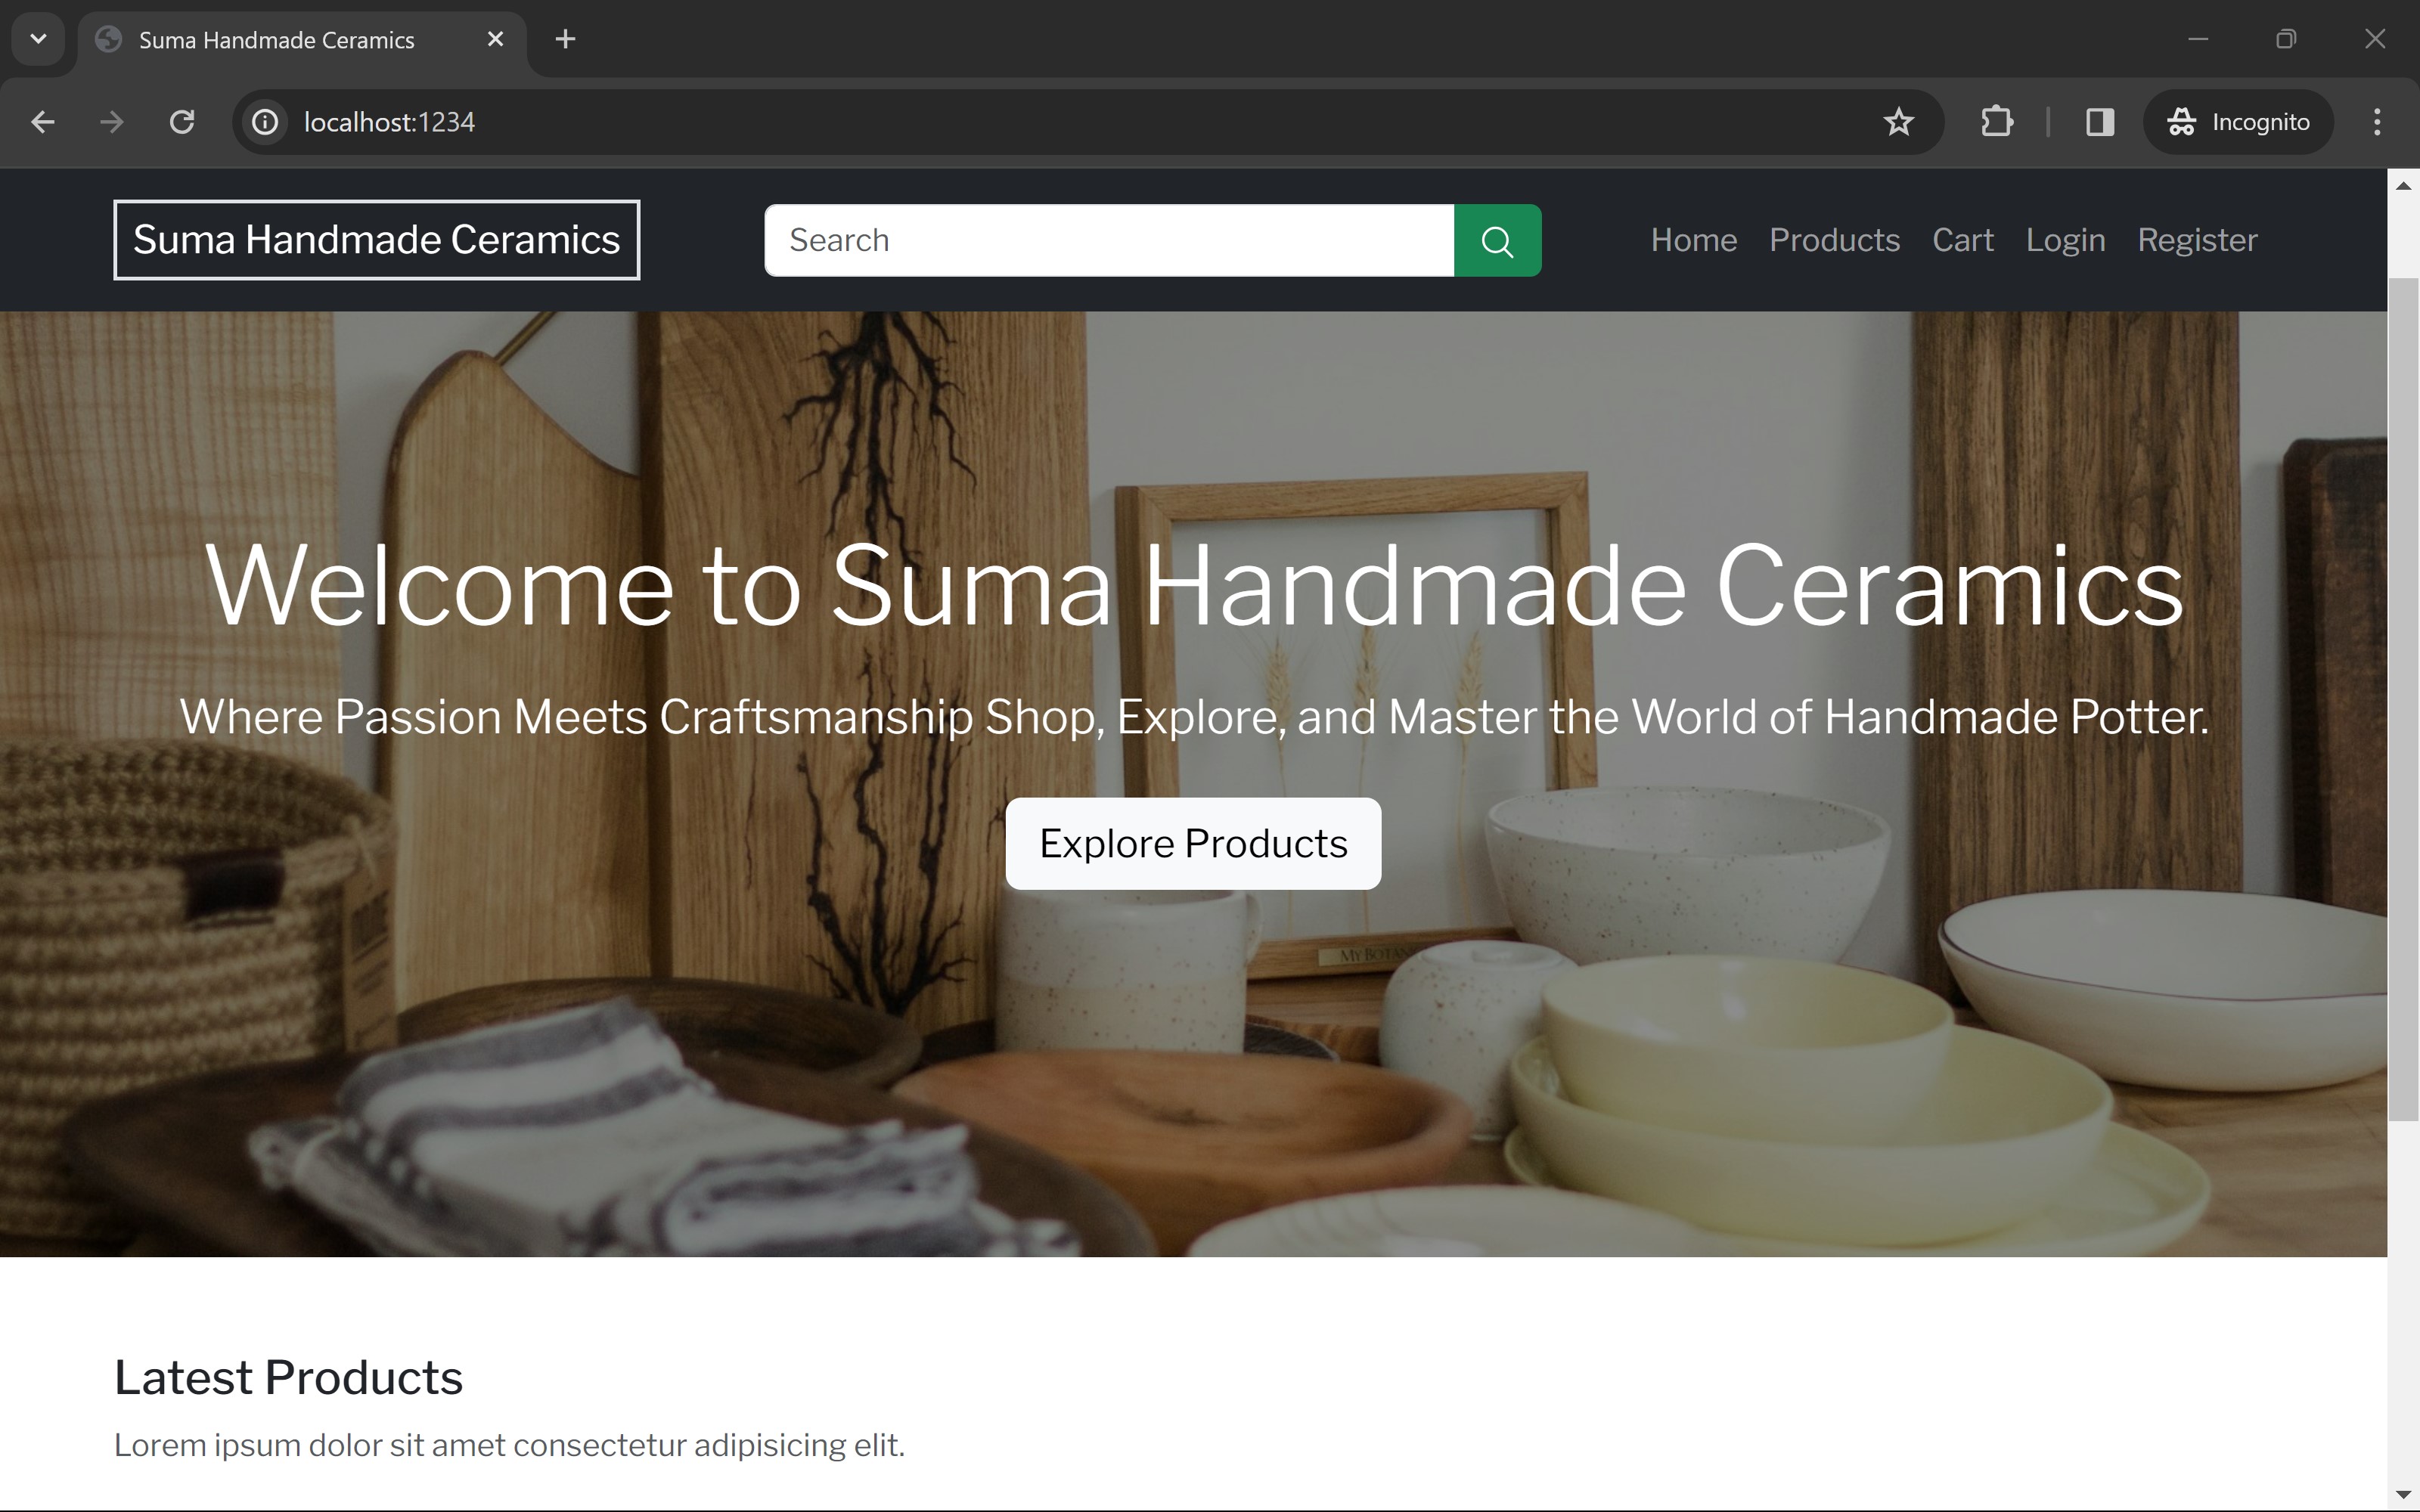 Suma Handmade Ceramics
localhost:1234
Incognito
Suma Handmade Ceramics
Search
Home Products Cart Login Register
Welcome to Suma Handmade Ceramics
Where Passion Meets Craftsmanship Shop, Explore, and Master the World of Handmade Potter.
Explore Products
Latest Products
Lorem ipsum dolor sit amet consectetur adipisicing elit.